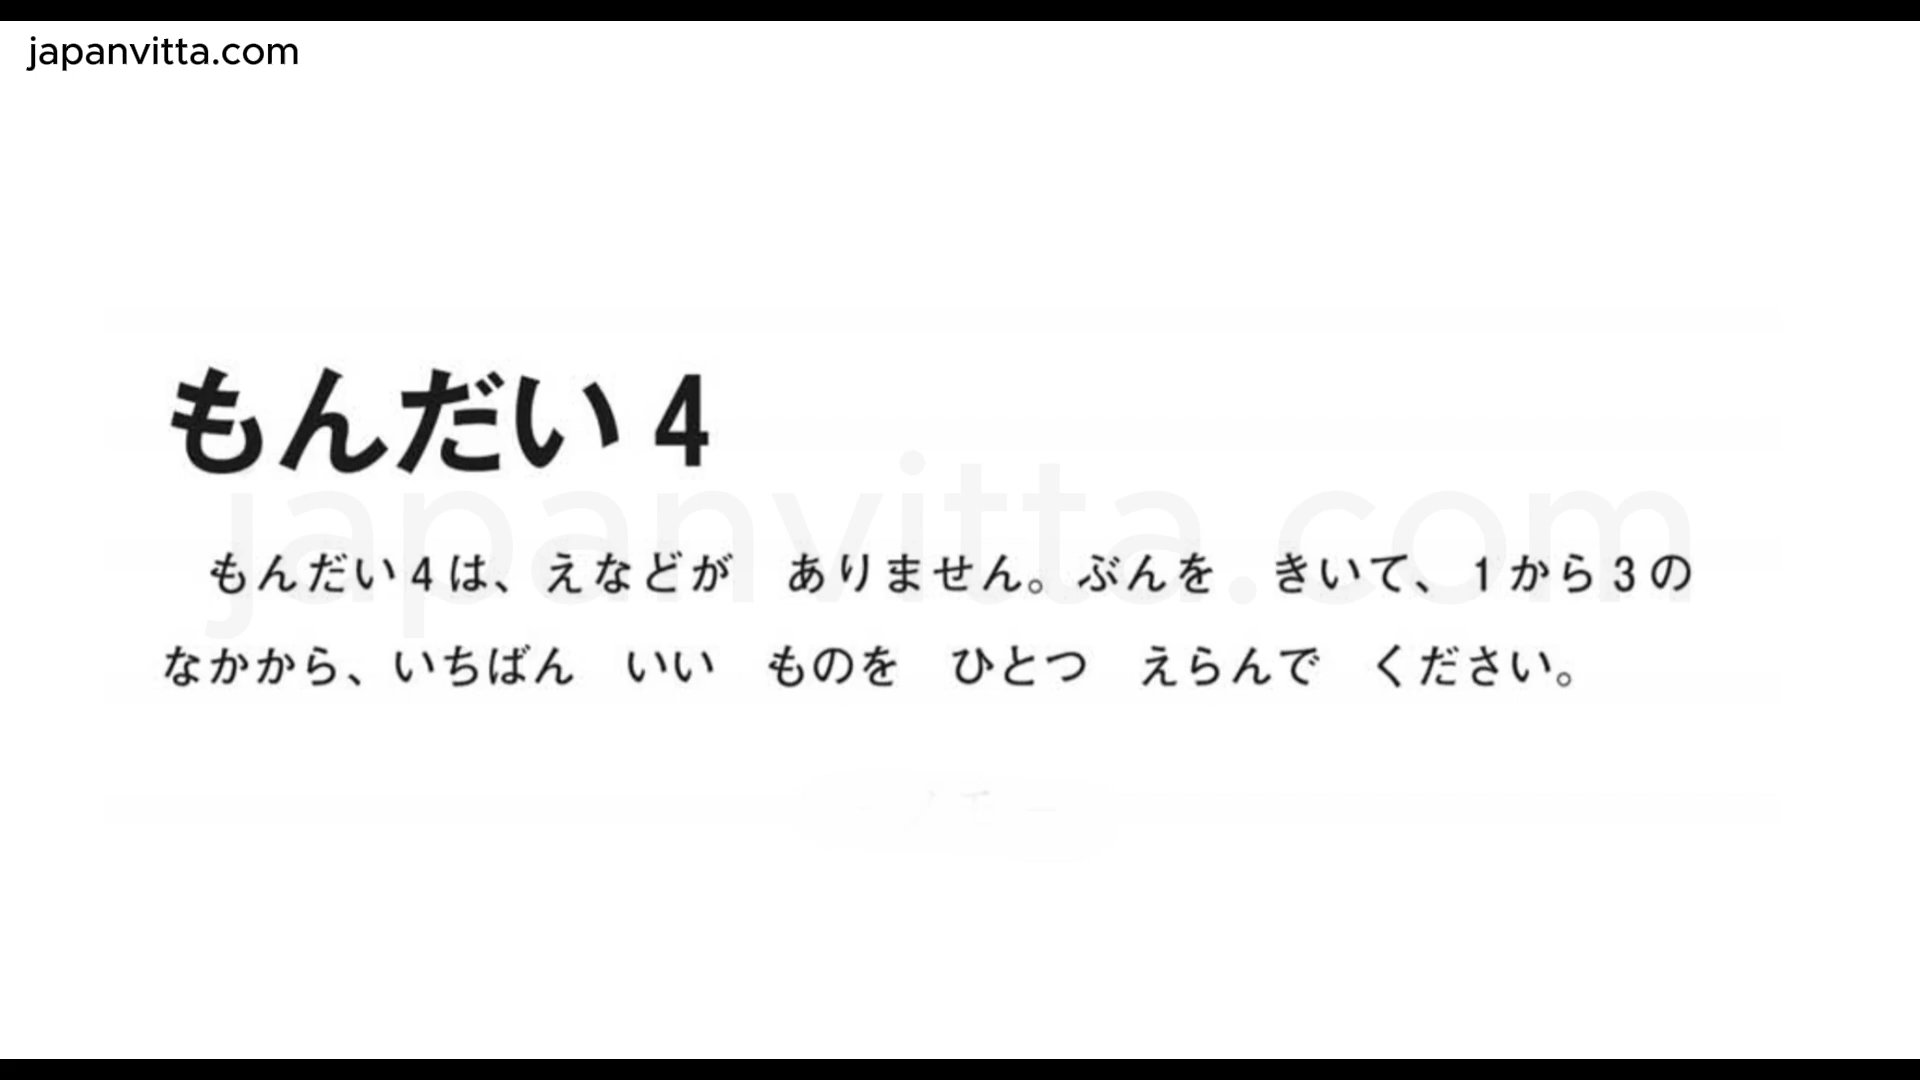 japanvitta.com
もんだい4
もんだい4は、えなどが　ありません。ぶんを　きいて、1から3の
なかから、いちばん　いい　ものを　ひとつ　えらんで　ください。
japanvitta.com